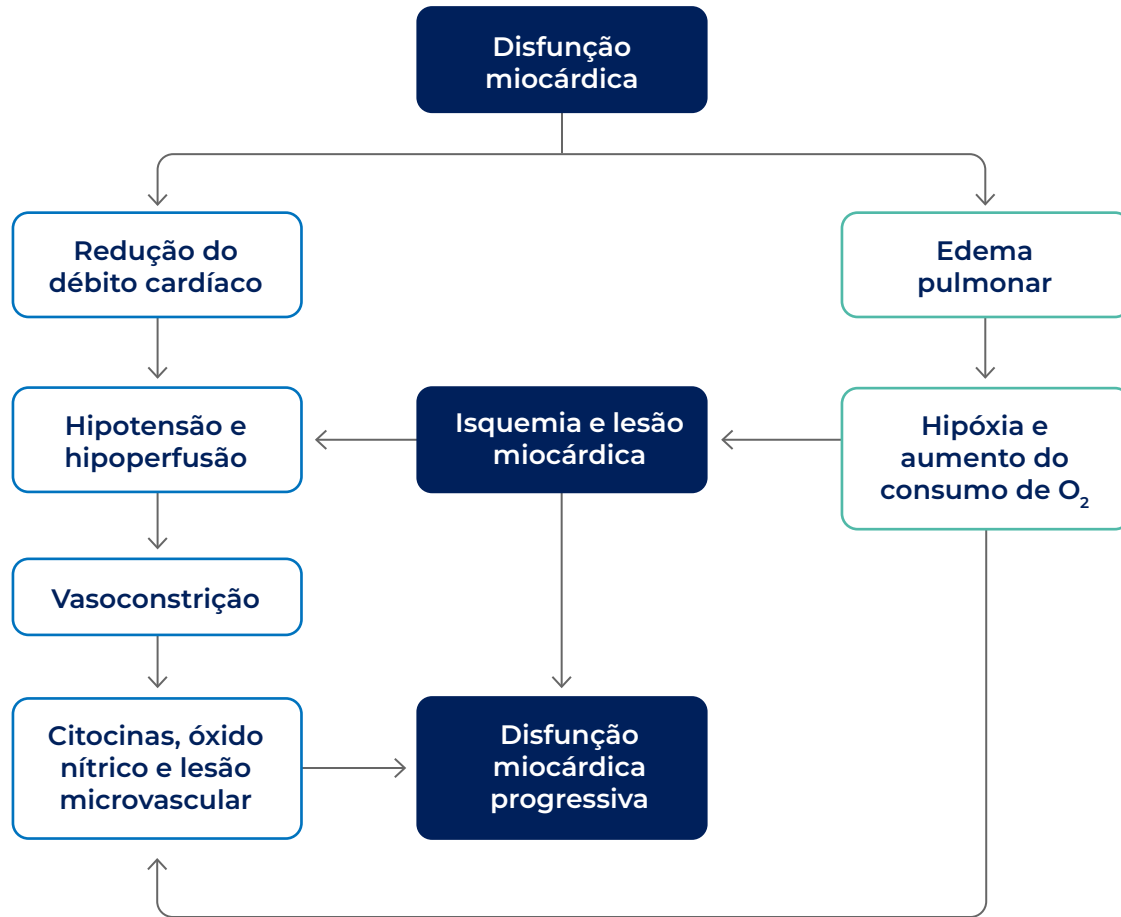 Disfunção
miocárdica
Redução do
débito cardíaco
Edema
pulmonar
Hipotensão e
hipoperfusão
Isquemia e lesão
miocárdica
Hipóxia e
aumento do
consumo de O₂
Vasoconstrição
Citocinas, óxido
nítrico e lesão
microvascular
Disfunção
miocárdica
progressiva